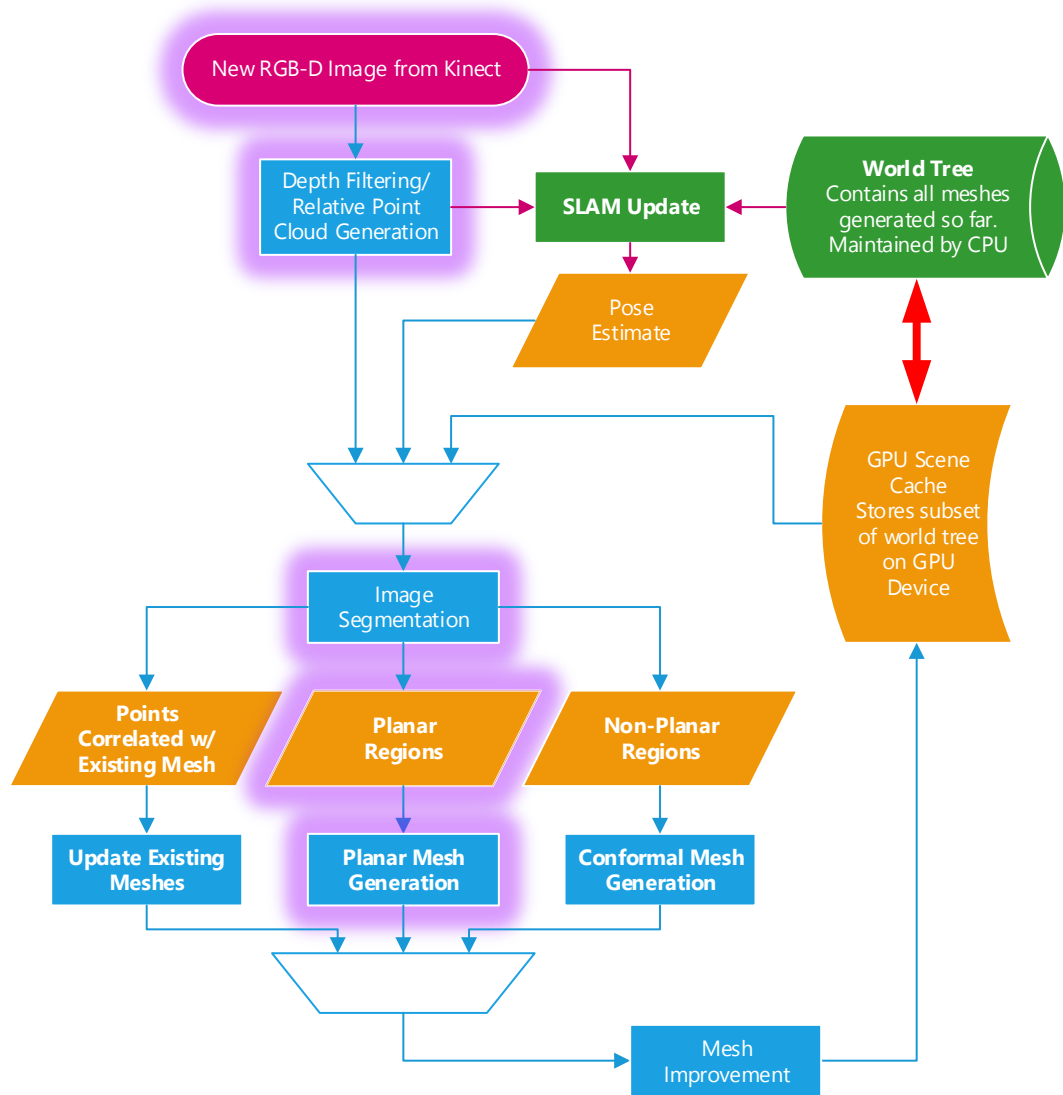 New RGB-D Image from Kinect
Depth Filtering/
Relative Point
Cloud Generation
SLAM Update
World Tree
Contains all meshes
generated so far.
Maintained by CPU
Pose
Estimate
GPU Scene
Cache
Stores subset
of world tree
on GPU
Device
Image
Segmentation
Points
Correlated w/
Existing Mesh
Planar
Regions
Non-Planar
Regions
Update Existing
Meshes
Planar Mesh
Generation
Conformal Mesh
Generation
Mesh
Improvement